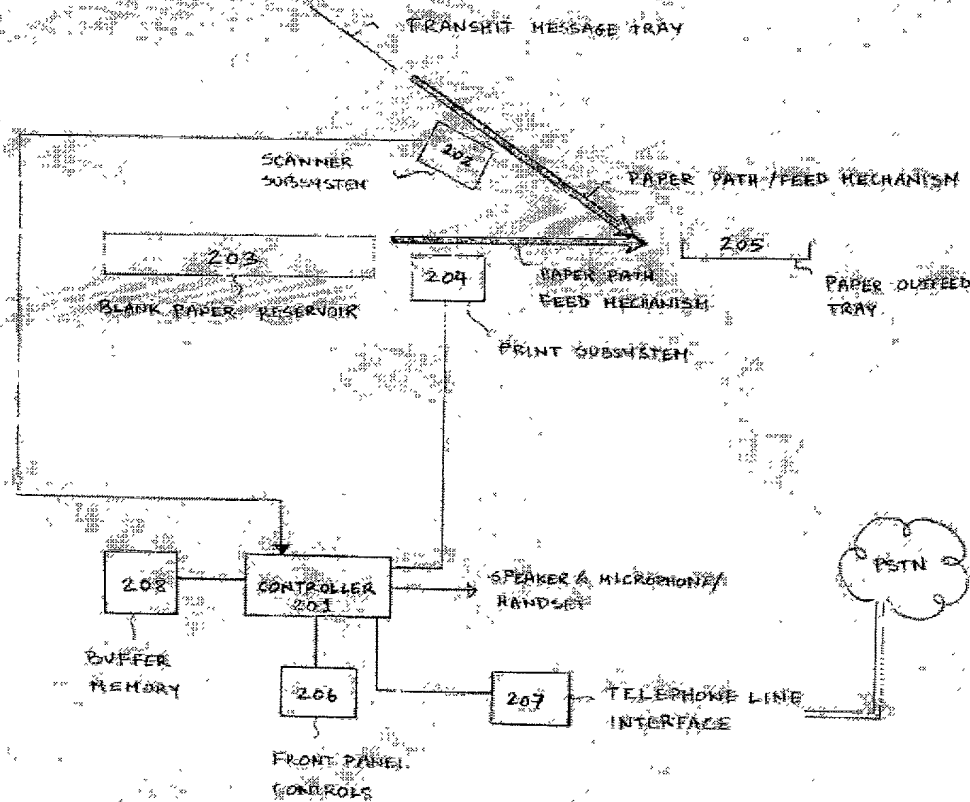 TRANSMIT MESSAGE TRAY
202
SCANNER
SUBSYSTEM
PAPER PATH / FEED MECHANISM
203
205
204
PAPER PATH
FEED MECHANISM
PAPER OUTFEED
TRAY
BLANK PAPER RESERVOIR
PRINT SUBSYSTEM
PSTN
208
CONTROLLER
201
SPEAKER & MICROPHONE/
HANDSET
BUFFER
MEMORY
206
207
TELEPHONE LINE
INTERFACE
FRONT PANEL
CONTROLS